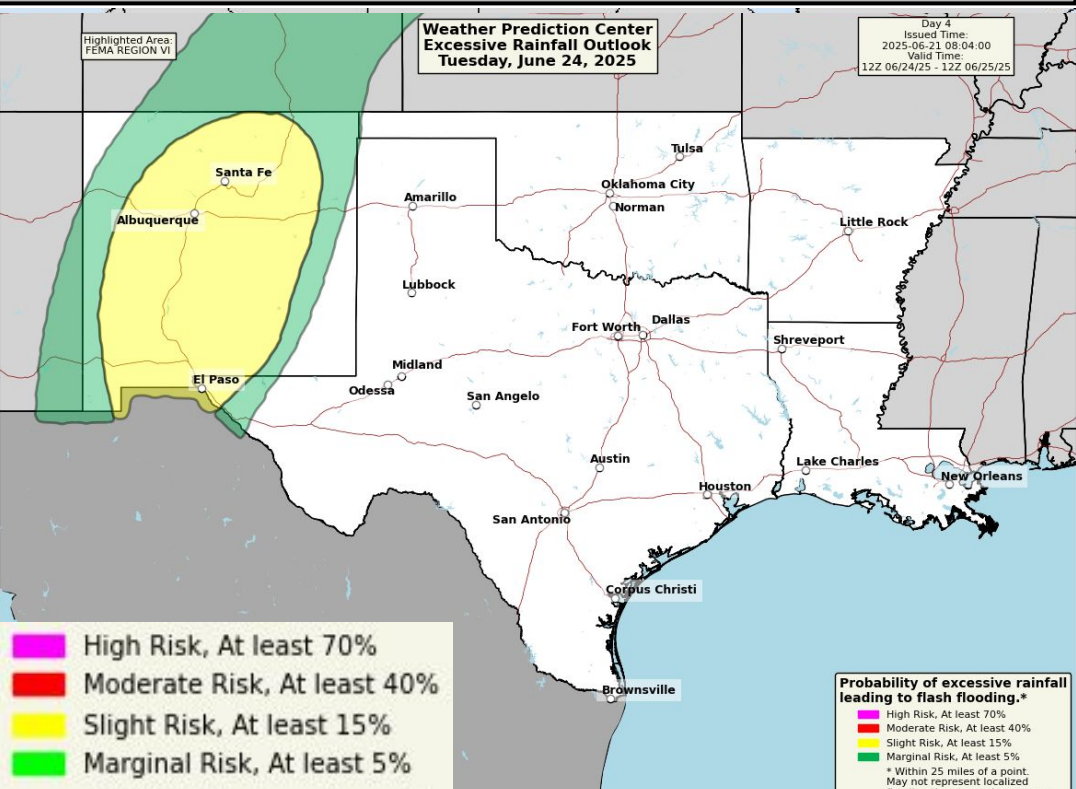 Highlighted Area:
FEMA REGION VI
Weather Prediction Center
Excessive Rainfall Outlook
Tuesday, June 24, 2025
Day 4
Issued Time:
2025-06-21 08:04:00
Valid Time:
12Z 06/24/25 - 12Z 06/25/25
Tulsa
Santa Fe
Oklahoma City
Amarillo
Norman
Albuquerque
Little Rock
Lubbock
Dallas
Fort Worth
Shreveport
Midland
El Paso
Odessa
San Angelo
Austin
Lake Charles
New Orleans
Houston
San Antonio
Corpus Christi
Brownsville
High Risk, At least 70%
Moderate Risk, At least 40%
Slight Risk, At least 15%
Marginal Risk, At least 5%
Probability of excessive rainfall
leading to flash flooding.*
High Risk, At least 70%
Moderate Risk, At least 40%
Slight Risk, At least 15%
Marginal Risk, At least 5%
* Within 25 miles of a point.
May not represent localized